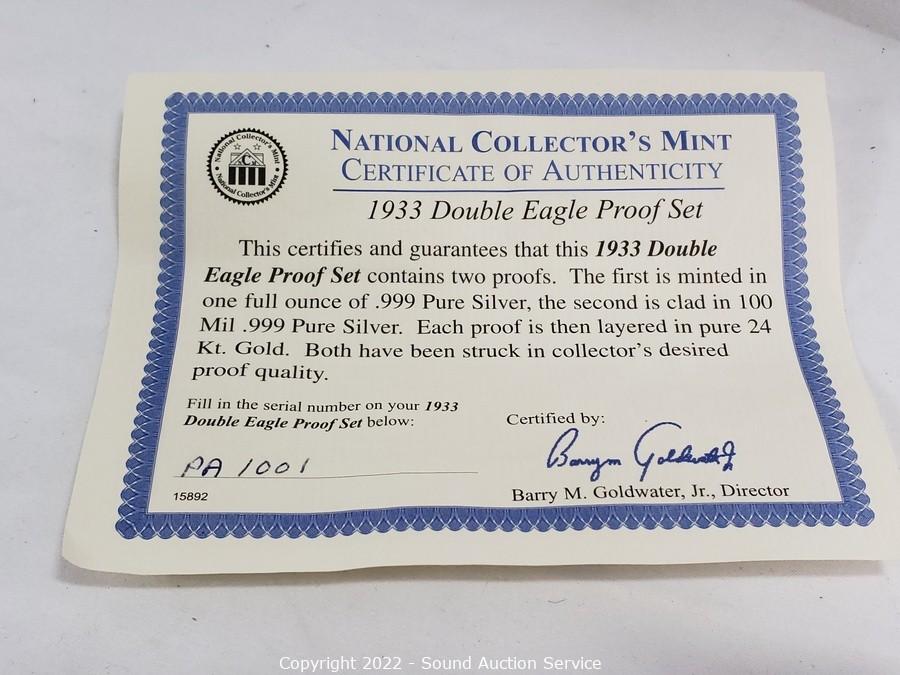 National Collector's Mint
National Collector's Mint
C
NATIONAL COLLECTOR'S MINT
CERTIFICATE OF AUTHENTICITY
1933 Double Eagle Proof Set
This certifies and guarantees that this 1933 Double
Eagle Proof Set contains two proofs. The first is minted in
one full ounce of .999 Pure Silver, the second is clad in 100
Mil .999 Pure Silver. Each proof is then layered in pure 24
Kt. Gold. Both have been struck in collector's desired
proof quality.
Fill in the serial number on your 1933
Double Eagle Proof Set below:
PA 1001
15892
Certified by:
Barry m Goldwater Jr
Barry M. Goldwater, Jr., Director
Copyright 2022 - Sound Auction Service